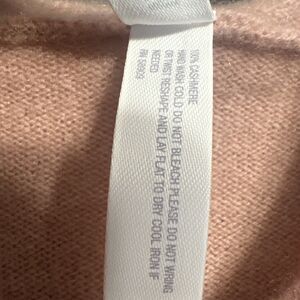 100% CASHMERE
HAND WASH COLD DO NOT BLEACH PLEASE DO NOT WRING
OR TWIST RESHAPE AND LAY FLAT TO DRY COOL IRON IF
NEEDED